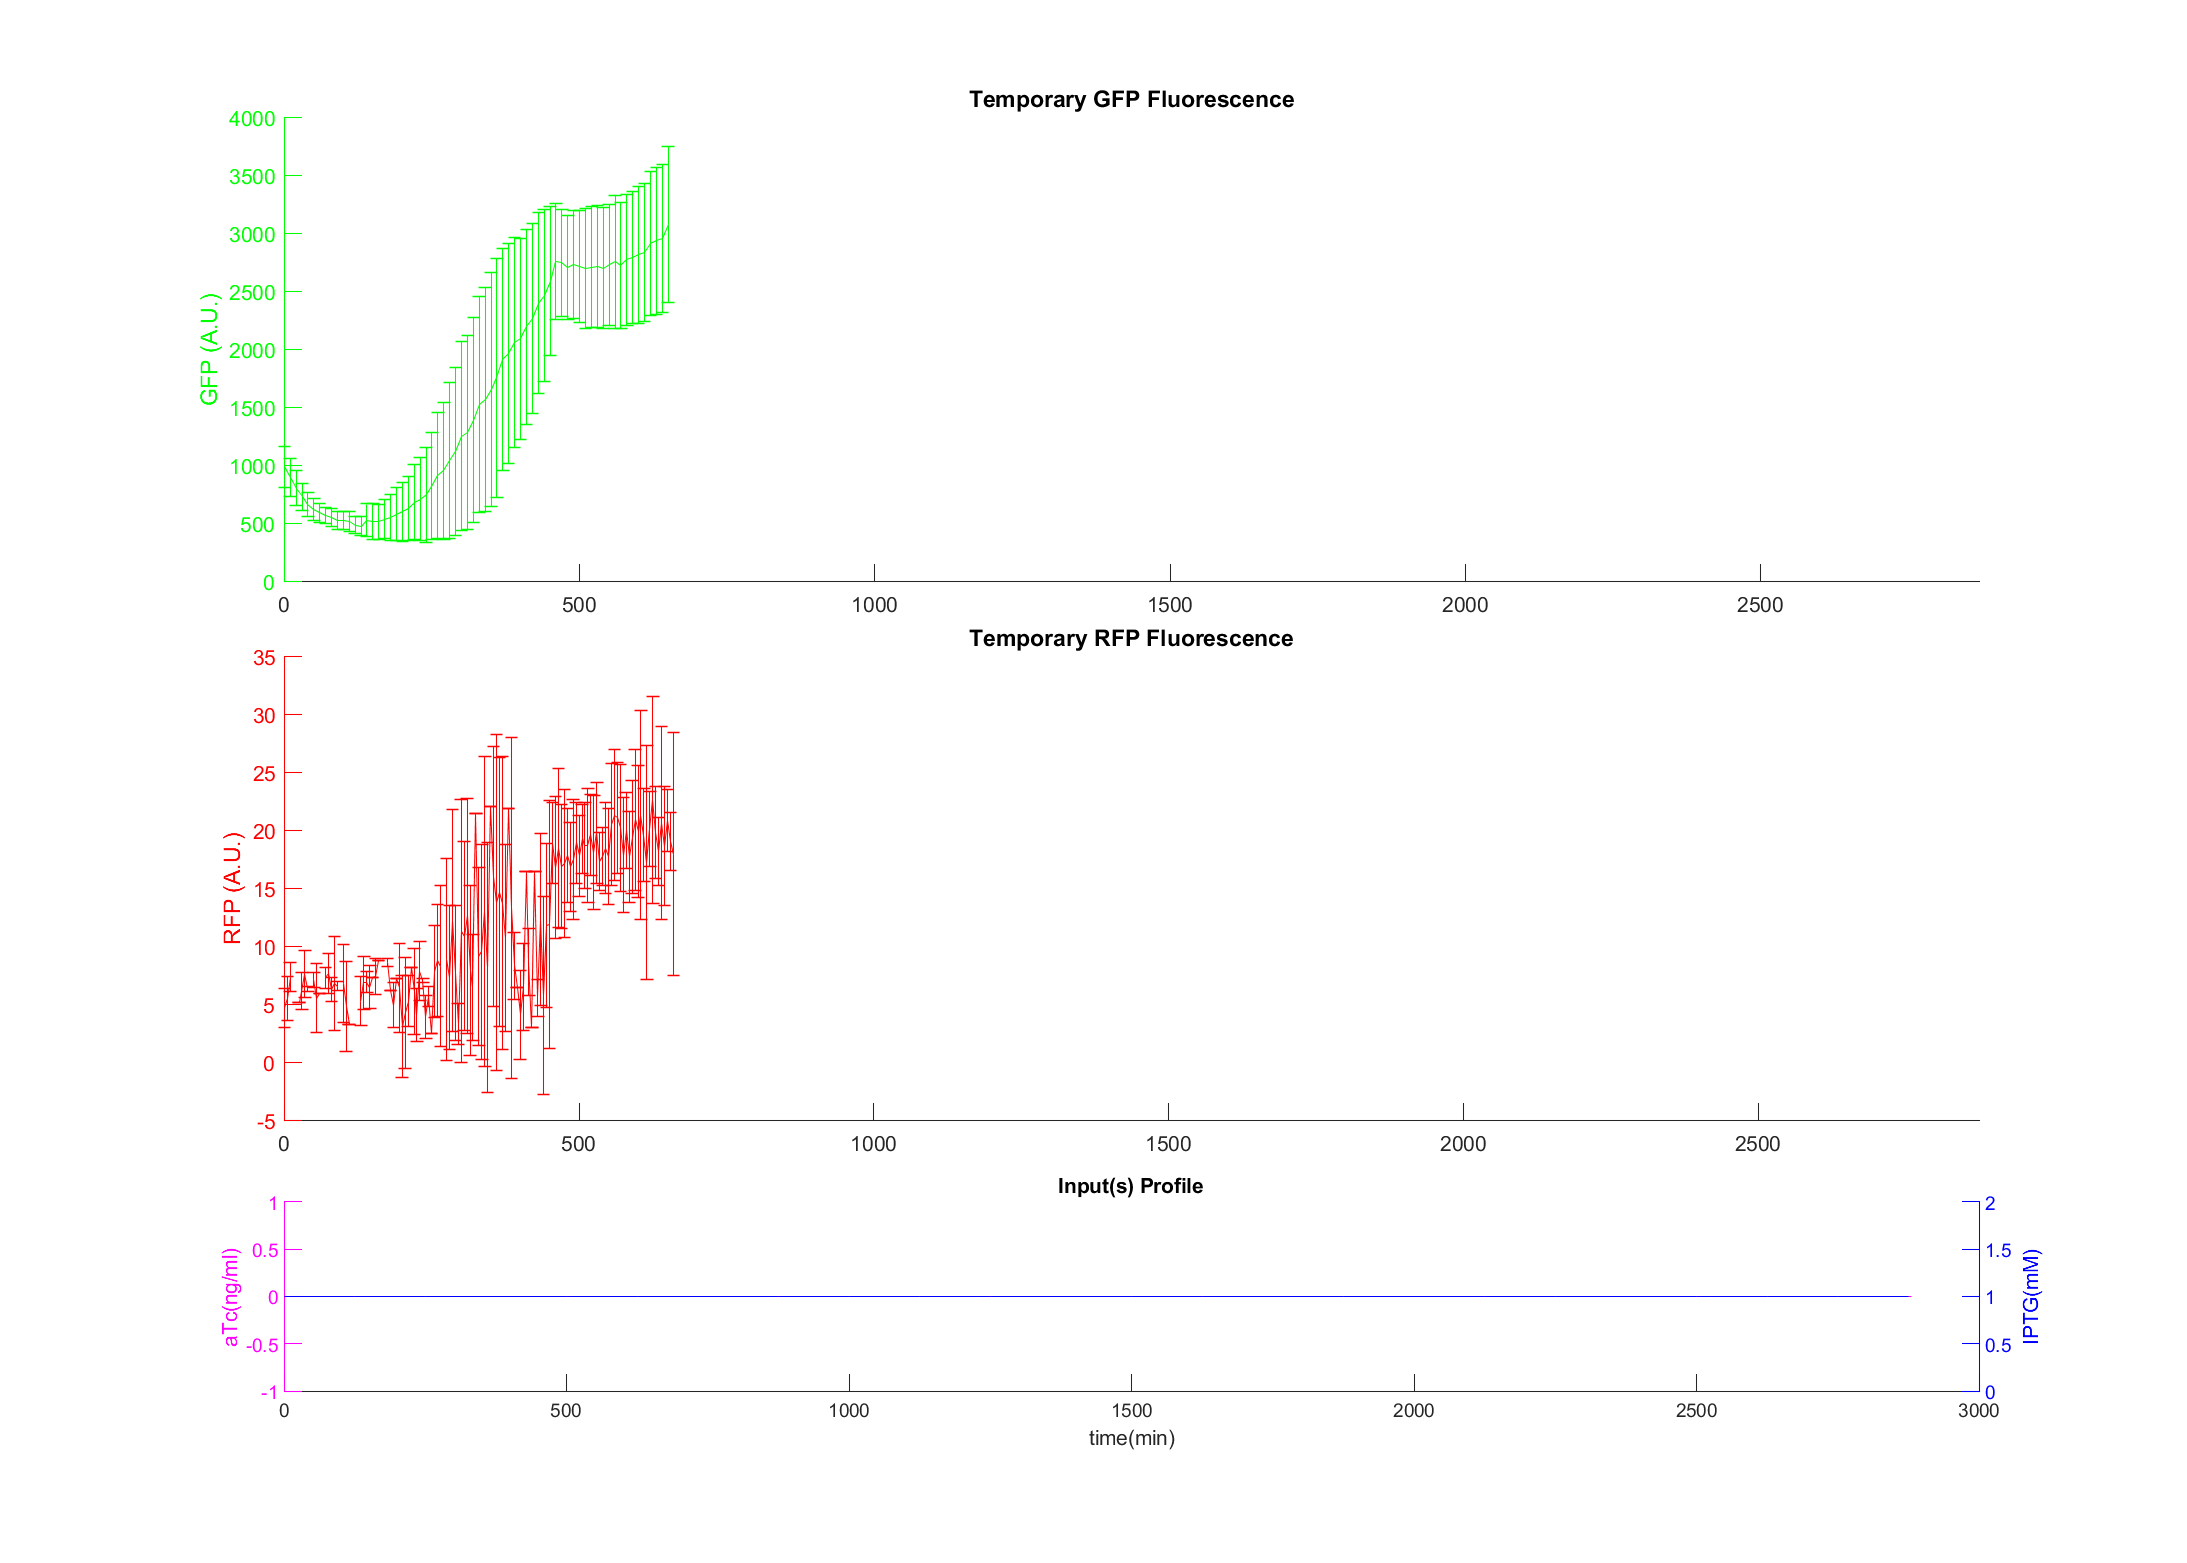 Temporary GFP Fluorescence
4000
3500
3000
2500
2000
1500
1000
500
0
GFP (A.U.)
0 500 1000 1500 2000 2500
Temporary RFP Fluorescence
35
30
25
20
15
10
5
0
-5
RFP (A.U.)
0 500 1000 1500 2000 2500
Input(s) Profile
1
0.5
0
-0.5
-1
aTc(ng/ml)
2
1.5
1
0.5
0
IPTG(mM)
0 500 1000 1500 2000 2500 3000
time(min)